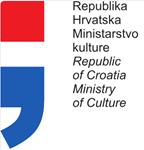 Republika
Hrvatska
Ministarstvo
kulture
Republic
of Croatia
Ministry
of Culture